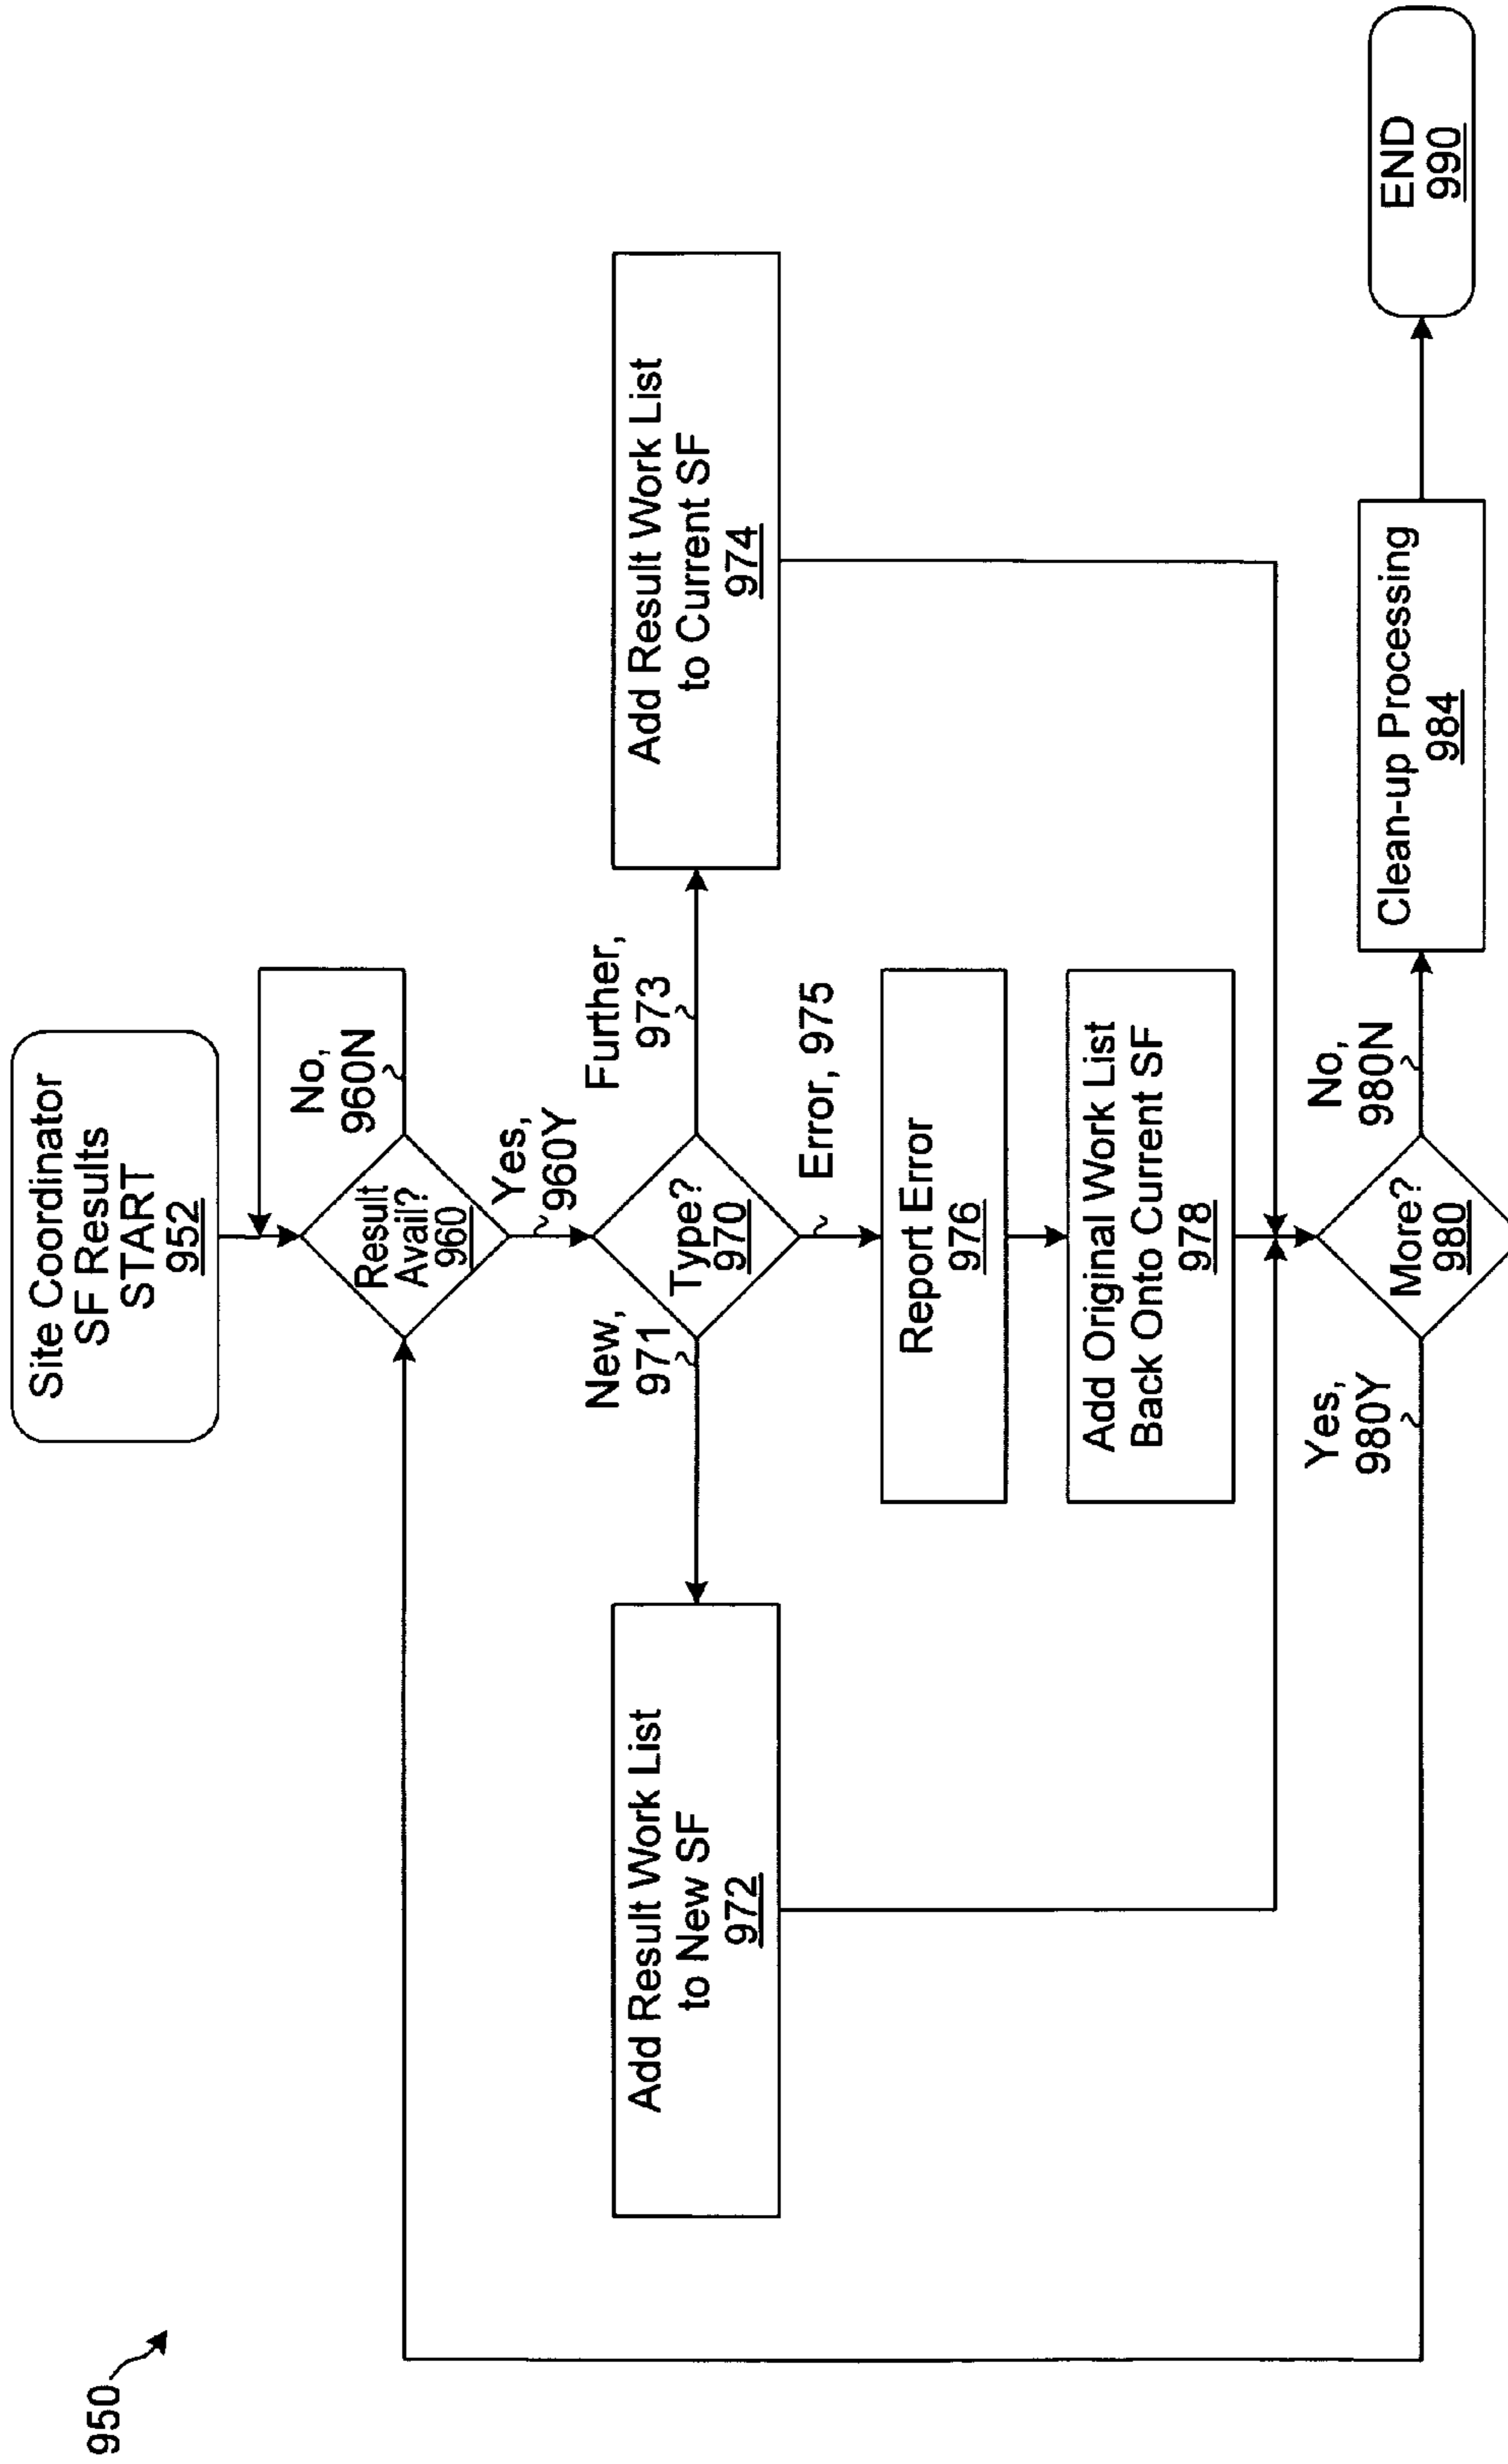 950
Site Coordinator
SF Results
START
952
Result
Avail?
960
No,
960N
Yes,
960Y
Type?
970
New,
971
Further,
973
Error, 975
Add Result Work List
to New SF
972
Add Result Work List
to Current SF
974
Report Error
976
Add Original Work List
Back Onto Current SF
978
More?
980
Yes,
980Y
No,
980N
Clean-up Processing
984
END
990